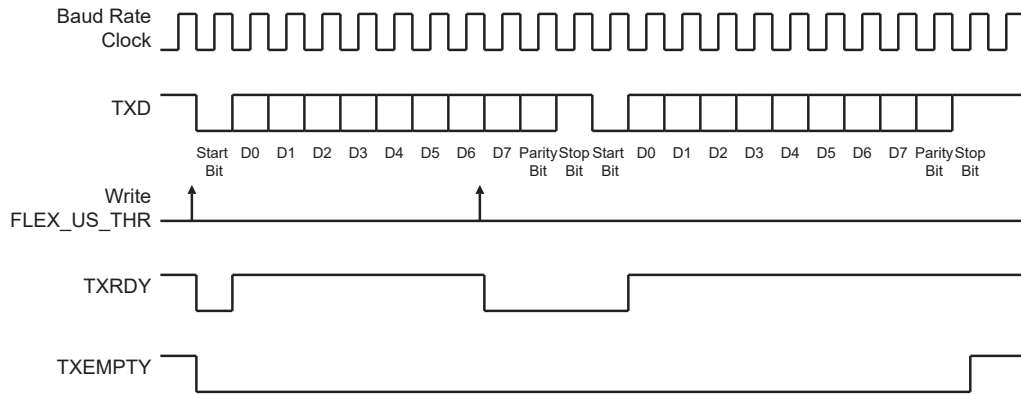 Baud Rate
Clock
TXD
Start D0 D1 D2 D3 D4 D5 D6 D7 Parity Stop Start D0 D1 D2 D3 D4 D5 D6 D7 Parity Stop
Bit Bit Bit Bit Bit Bit
Write
FLEX_US_THR
TXRDY
TXEMPTY